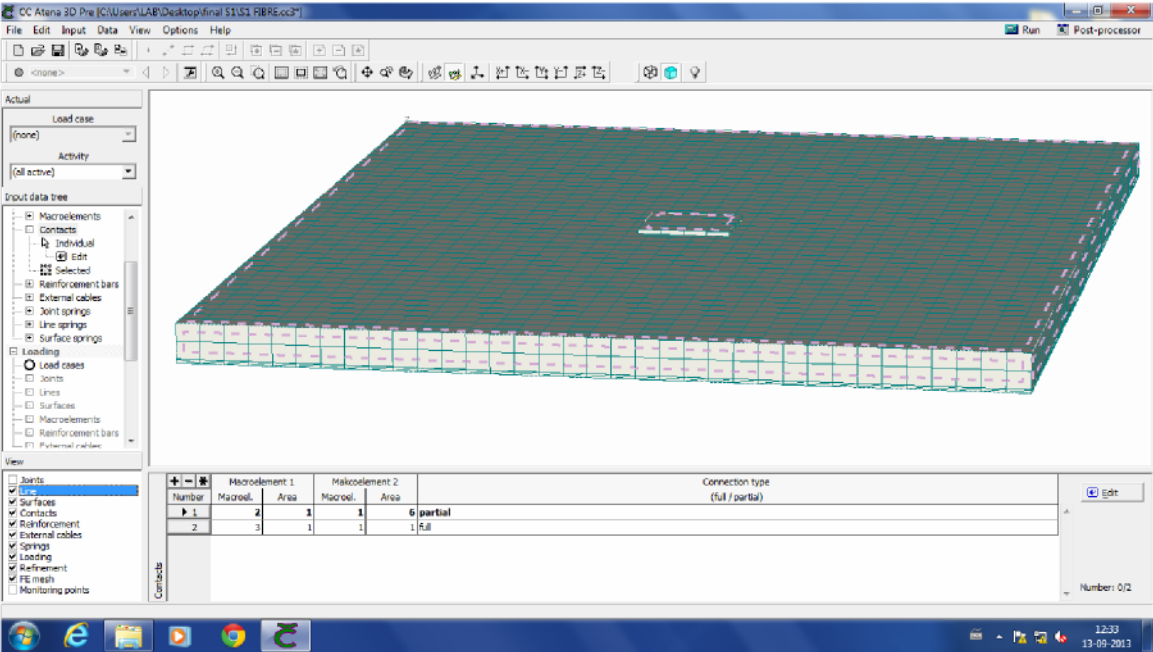 CC Atena 3D Pre [C:\Users\LAB\Desktop\final S1\S1 FIBRE.cc3*]
File Edit Input Data View Options Help
Run Post-processor
<none>
Actual
Load case
(none)
Activity
(all active)
Input data tree
Macroelements
Contacts
Individual
Edit
Selected
Reinforcement bars
External cables
Joint springs
Line springs
Surface springs
Loading
Load cases
Joints
Lines
Surfaces
Macroelements
Reinforcement bars
External cables
View
Joints
Line
Surfaces
Contacts
Reinforcement
External cables
Springs
Loading
Refinement
FE mesh
Monitoring points
Contacts
Macroelement 1 Makroelement 2 Connection type
Number Macroel. Area Macroel. Area (full / partial)
1 2 1 1 6 partial
2 3 1 1 1 full
Edit
Number: 0/2
12:33
13-09-2013